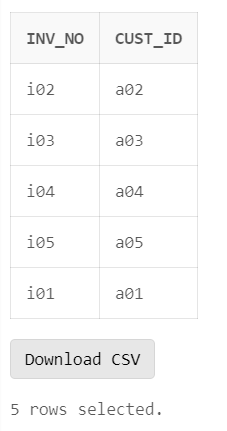 INV_NO CUST_ID
i02 a02
i03 a03
i04 a04
i05 a05
i01 a01
Download CSV
5 rows selected.